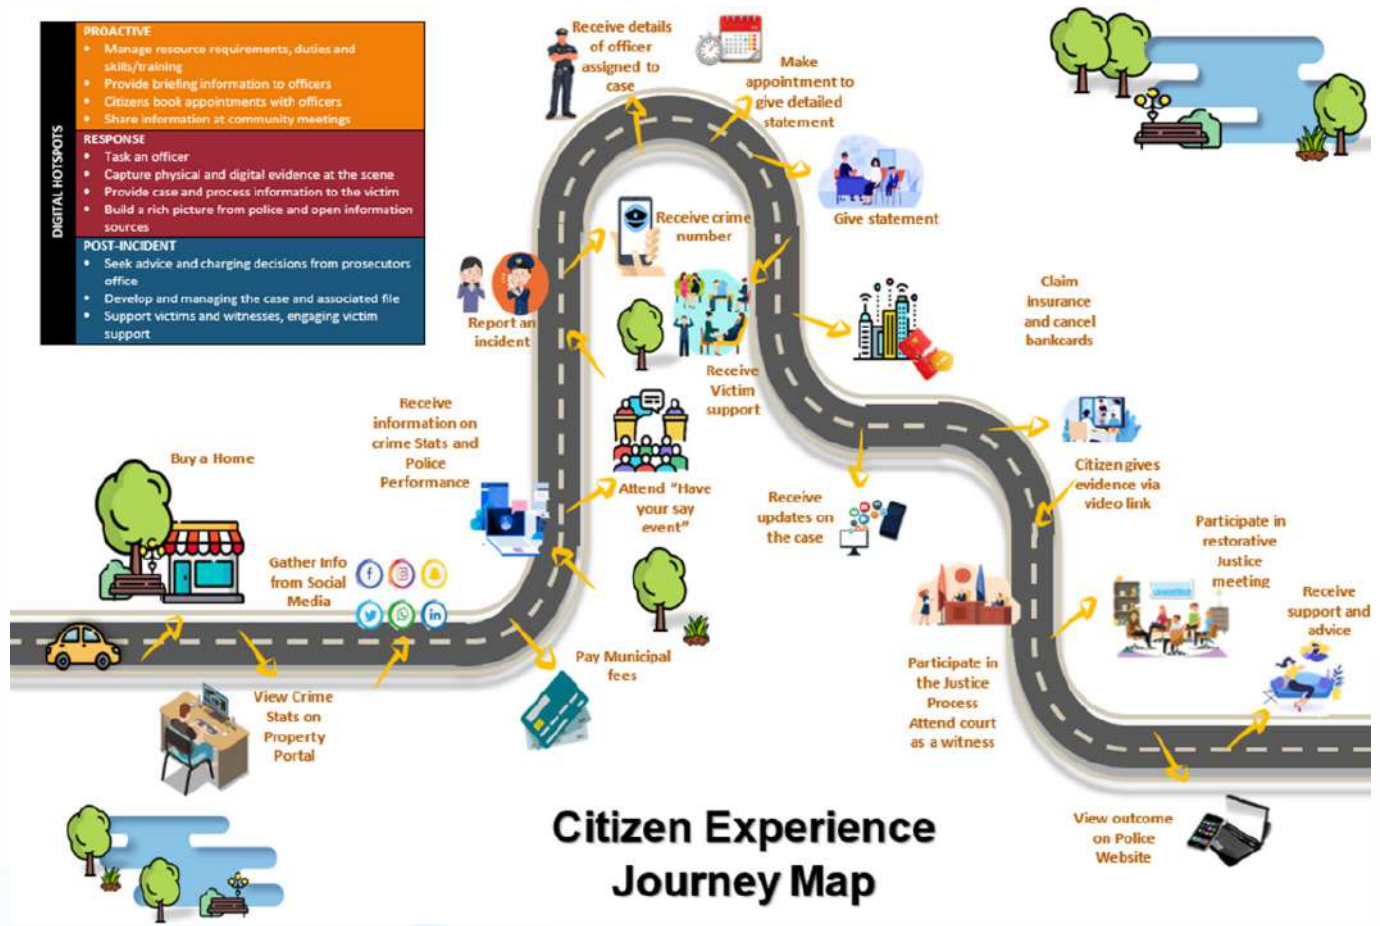 DIGITAL HOTSPOTS
PROACTIVE
• Manage resource requirements, duties and
skills/training
• Provide briefing information to officers
• Citizens book appointments with officers
• Share information at community meetings
RESPONSE
• Task an officer
• Capture physical and digital evidence at the scene
• Provide case and process information to the victim
• Build a rich picture from police and open information
sources
POST-INCIDENT
• Seek advice and charging decisions from prosecutors
office
• Develop and managing the case and associated file
• Support victims and witnesses, engaging victim
support
Buy a Home
View Crime
Stats on
Property
Portal
Gather Info
from Social
Media
Pay Municipal
fees
Receive
information on
crime Stats and
Police
Performance
Attend “Have
your say
event”
Report an
incident
Receive crime
number
Receive details
of officer
assigned to
case
Make
appointment to
give detailed
statement
Give statement
Receive
Victim
support
Claim
insurance
and cancel
bankcards
Receive
updates on
the case
Citizen gives
evidence via
video link
Participate in
the Justice
Process
Attend court
as a witness
Participate in
restorative
Justice
meeting
View outcome
on Police
Website
Receive
support and
advice
Citizen Experience
Journey Map